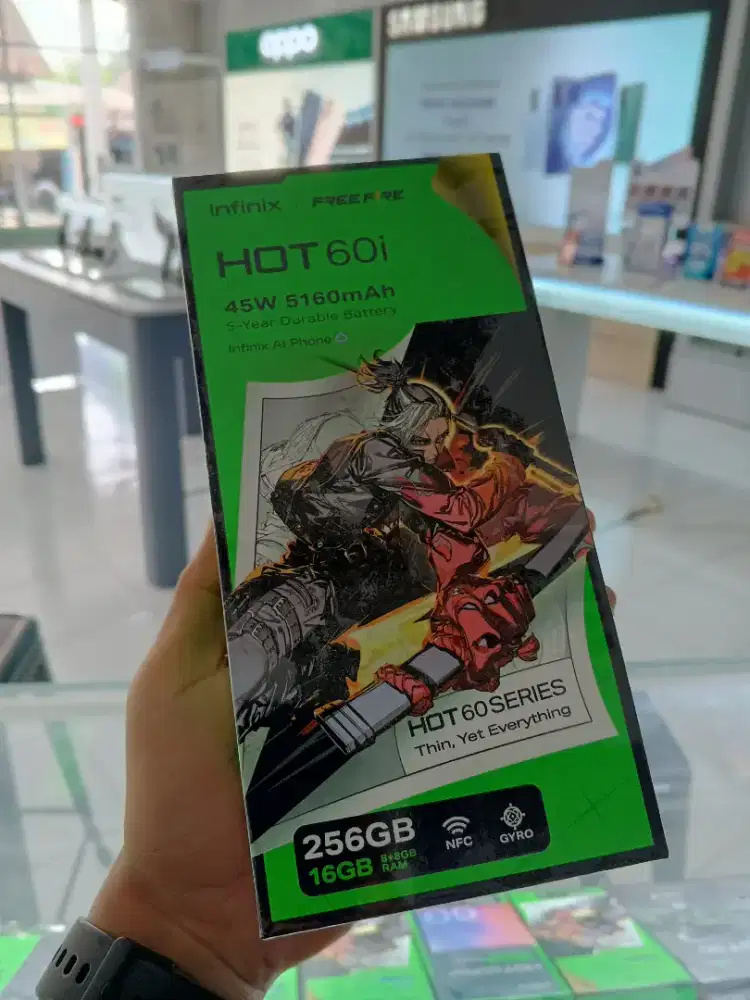 oppo
SAMSUNG
Infinix FREE FIRE
HOT 60i
45W 5160mAh
5-Year Durable Battery
Infinix AI Phone
HOT 60 SERIES
Thin, Yet Everything
256GB
16GB 8+8GB
RAM
NFC
GYRO